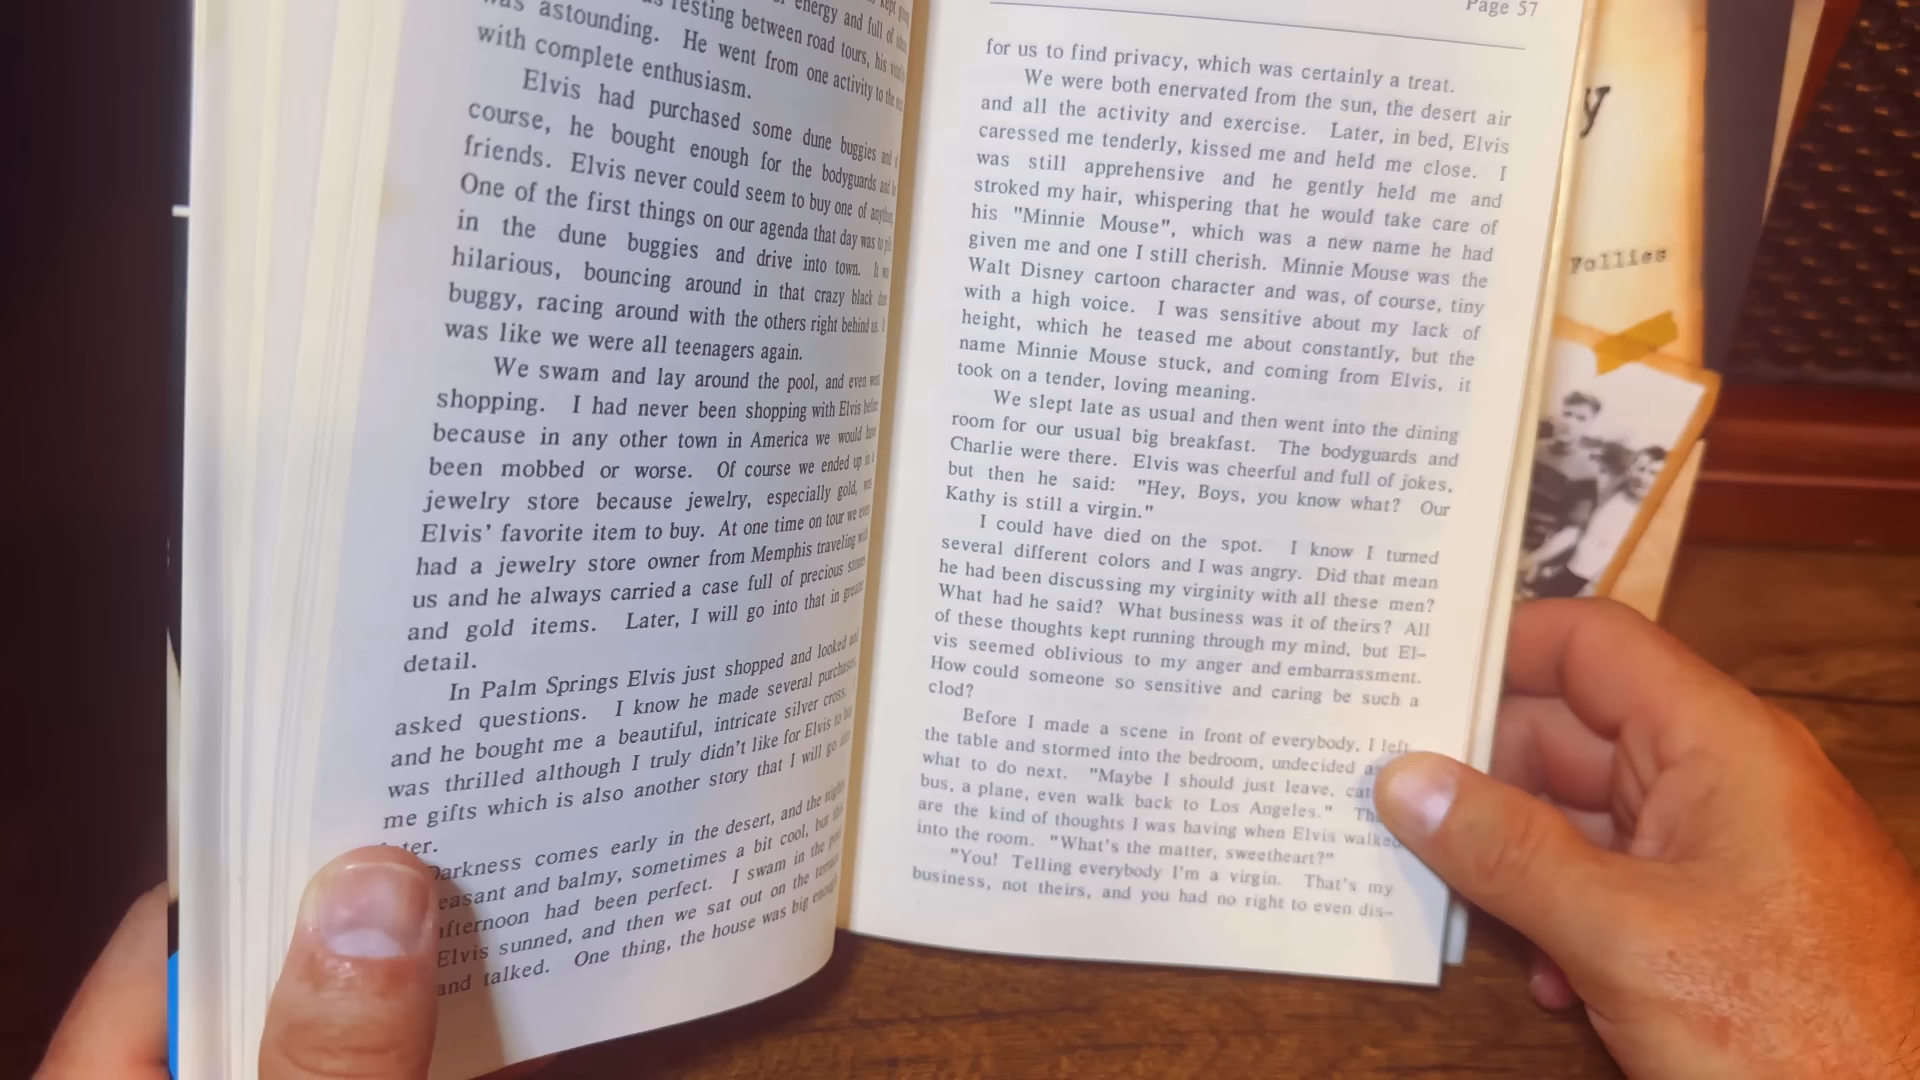 kept
energy and full of
resting between road tours, his
was astounding. He went from one activity to the
with complete enthusiasm.
Elvis had purchased some dune buggies and
course, he bought enough for the bodyguards and
friends. Elvis never could seem to buy one of
One of the first things on our agenda that day was to
in the dune buggies and drive into town. It
hilarious, bouncing around in that crazy black
buggy, racing around with the others right behind us.
was like we were all teenagers again.
We swam and lay around the pool, and even
shopping. I had never been shopping with Elvis
because in any other town in America we would
been mobbed or worse. Of course we ended up
jewelry store because jewelry, especially gold,
Elvis' favorite item to buy. At one time on tour we
had a jewelry store owner from Memphis traveling
us and he always carried a case full of precious
and gold items. Later, I will go into that in
detail.
In Palm Springs Elvis just shopped and looked
asked questions. I know he made several
and he bought me a beautiful, intricate silver cross.
was thrilled although I truly didn't like for Elvis to
me gifts which is also another story that I will go
Darkness comes early in the desert, and the
and balmy, sometimes a bit cool, but
afternoon had been perfect. I swam in the
Elvis sunned, and then we sat out on the
and talked. One thing, the house was big
Page 57
for us to find privacy, which was certainly a treat.
We were both enervated from the sun, the desert air
and all the activity and exercise. Later, in bed, Elvis
caressed me tenderly, kissed me and held me close. I
was still apprehensive and he gently held me and
stroked my hair, whispering that he would take care of
his "Minnie Mouse", which was a new name he had
given me and one I still cherish. Minnie Mouse was the
Walt Disney cartoon character and was, of course, tiny
with a high voice. I was sensitive about my lack of
height, which he teased me about constantly, but the
name Minnie Mouse stuck, and coming from Elvis, it
took on a tender, loving meaning.
We slept late as usual and then went into the dining
room for our usual big breakfast. The bodyguards and
Charlie were there. Elvis was cheerful and full of jokes,
but then he said: "Hey, Boys, you know what? Our
Kathy is still a virgin."
I could have died on the spot. I know I turned
several different colors and I was angry. Did that mean
he had been discussing my virginity with all these men?
What had he said? What business was it of theirs? All
of these thoughts kept running through my mind, but El-
vis seemed oblivious to my anger and embarrassment.
How could someone so sensitive and caring be such a
clod?
Before I made a scene in front of everybody, I left
the table and stormed into the bedroom, undecided
what to do next. "Maybe I should just leave,
bus, a plane, even walk back to Los Angeles."
are the kind of thoughts I was having when Elvis walked
into the room. "What's the matter, sweetheart?"
"You! Telling everybody I'm a virgin. That's my
business, not theirs, and you had no right to even dis-
y
Follies